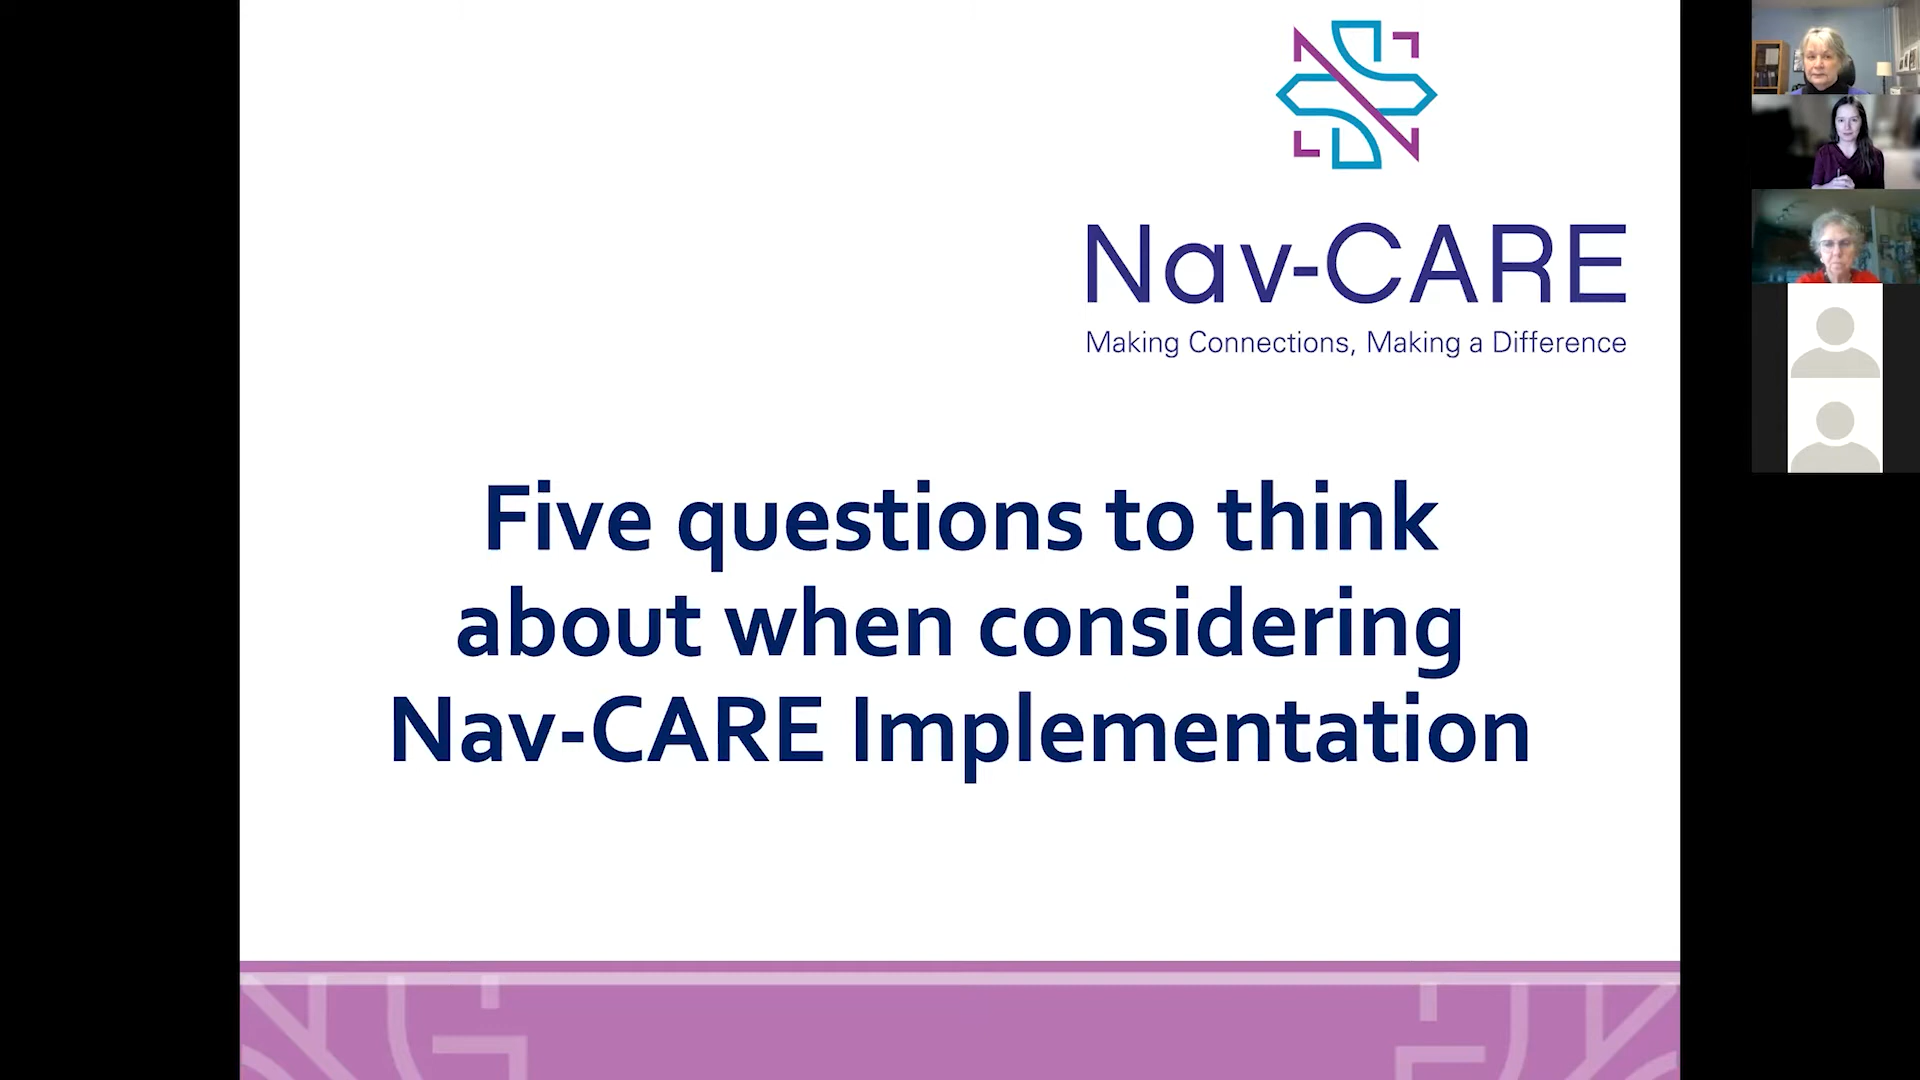 Nav-CARE
Making Connections, Making a Difference
Five questions to think
about when considering
Nav-CARE Implementation